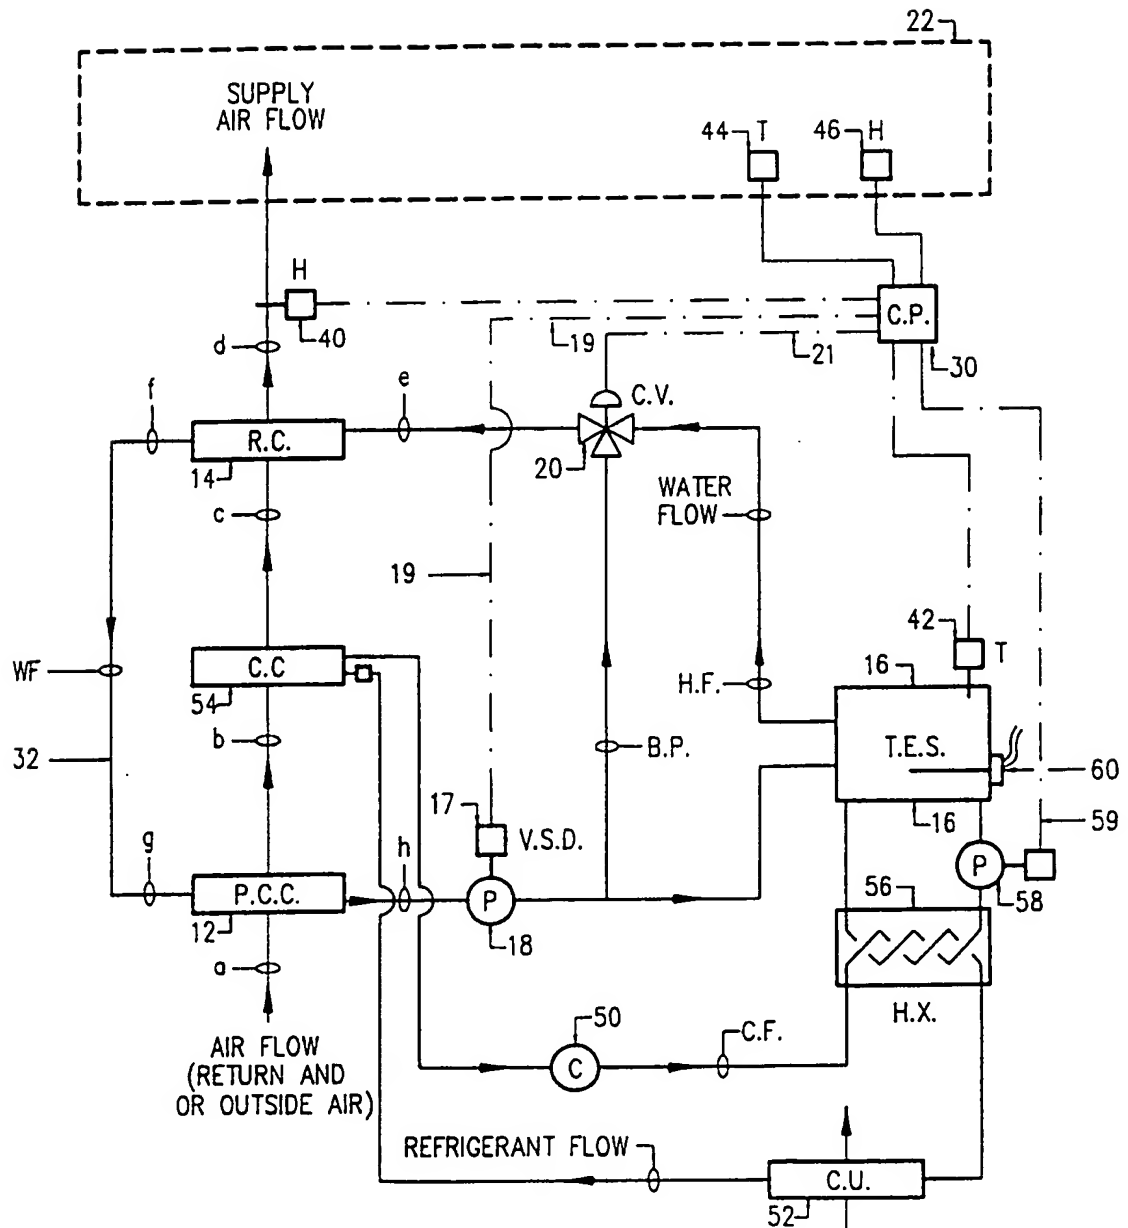 22
SUPPLY
AIR FLOW
44 T
46 H
H
40
C.P.
30
19
21
d
f
e
C.V.
R.C.
14
20
c
WATER
FLOW
19
42 T
WF
C.C
54
H.F.
16
T.E.S.
60
b
32
B.P.
17
V.S.D.
16
59
g
h
P.C.C.
12
P
18
P
58
56
a
H.X.
50
C
C.F.
AIR FLOW
(RETURN AND
OR OUTSIDE AIR)
REFRIGERANT FLOW
C.U.
52